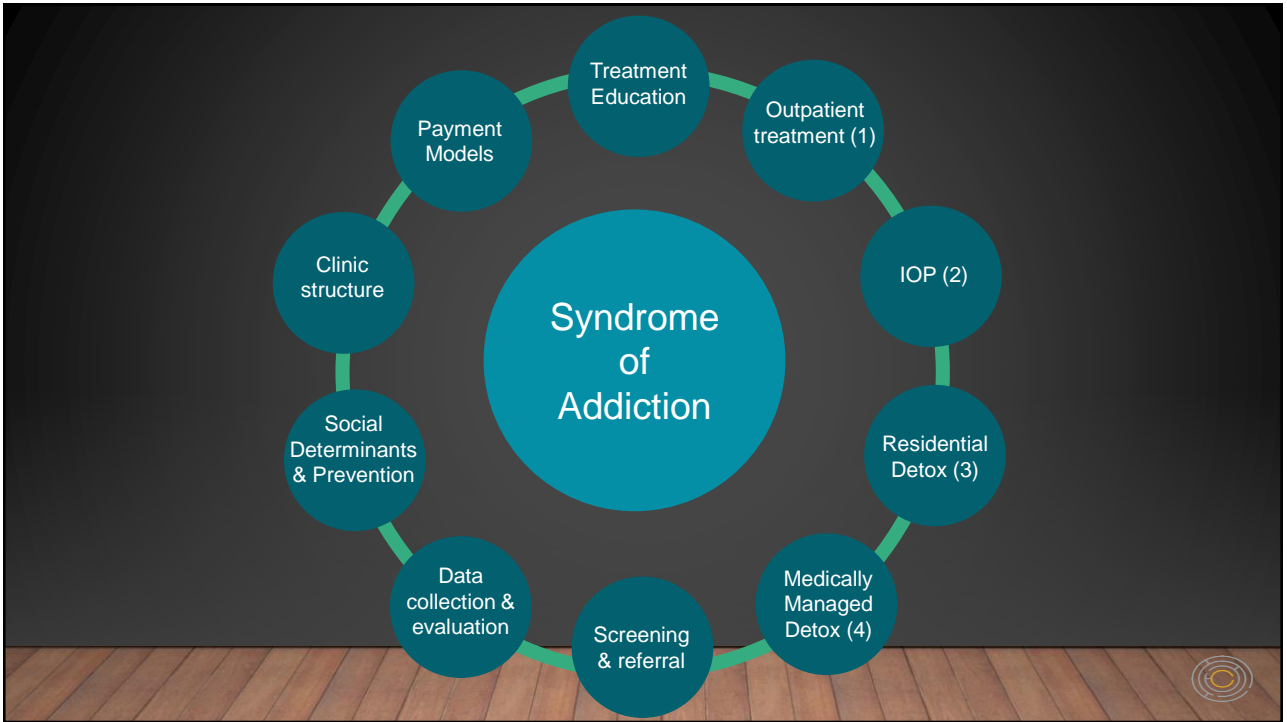 Treatment
Education
Outpatient
treatment (1)
IOP (2)
Residential
Detox (3)
Medically
Managed
Detox (4)
Screening
& referral
Data
collection &
evaluation
Social
Determinants
& Prevention
Clinic
structure
Payment
Models
Syndrome
of
Addiction